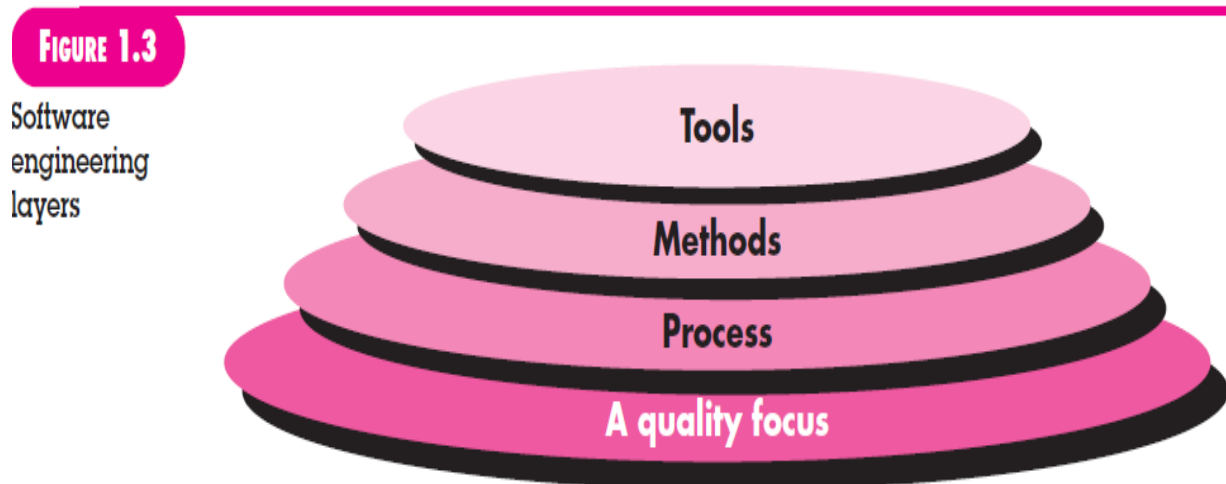 FIGURE 1.3
Software
engineering
layers
Tools
Methods
Process
A quality focus